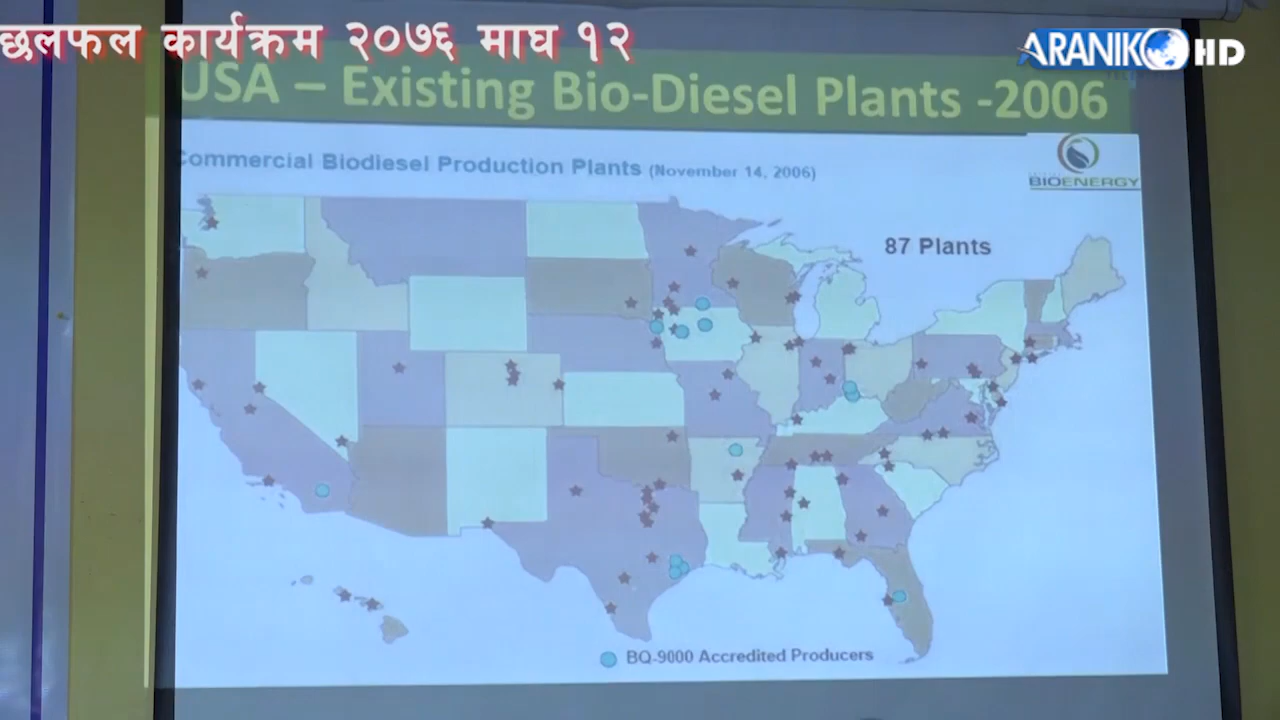 छलफल कार्यक्रम २०७६ माघ १२
ARANIKO HD
USA – Existing Bio-Diesel Plants -2006
Commercial Biodiesel Production Plants (November 14, 2006)
BIOENERGY
87 Plants
BQ-9000 Accredited Producers